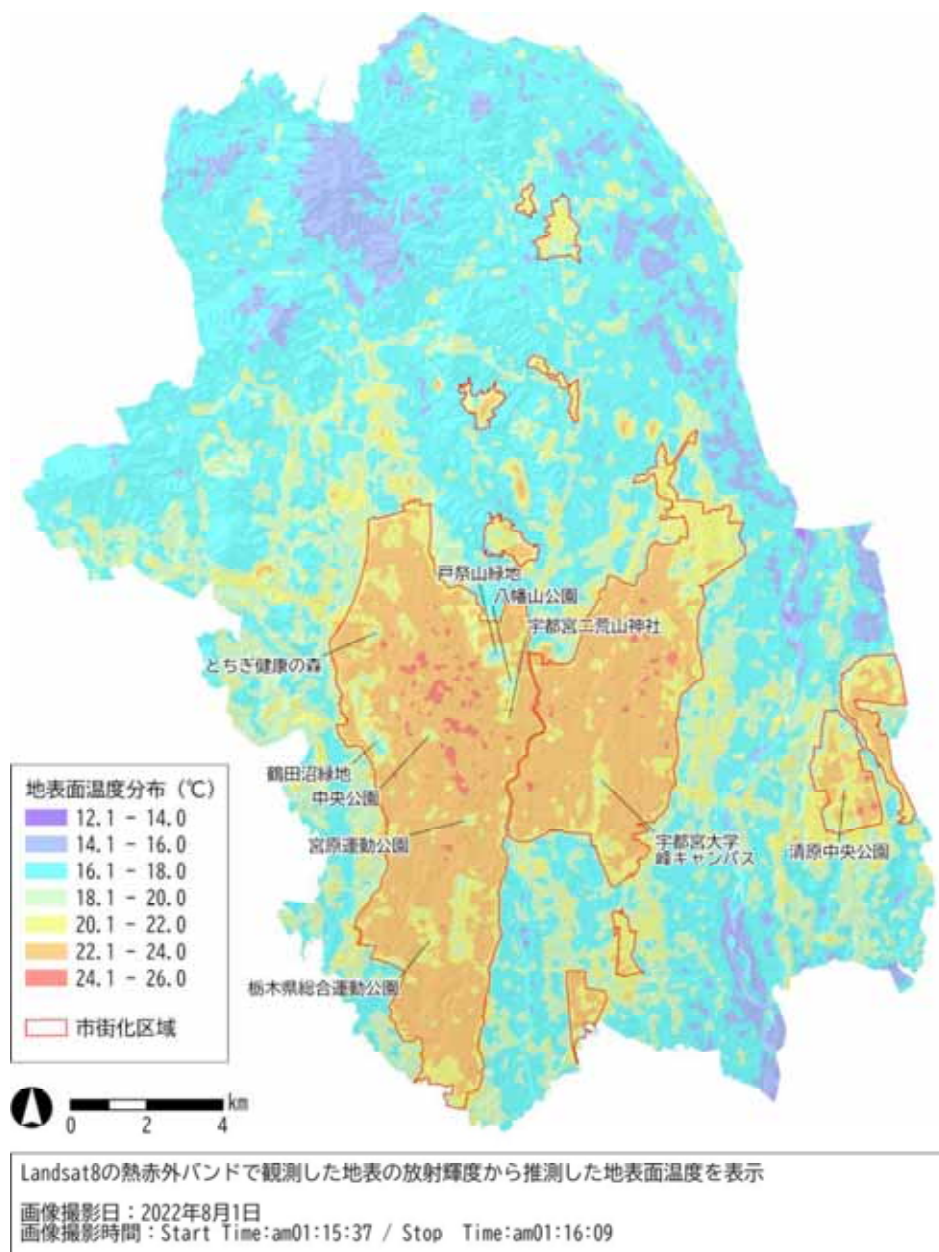 戸祭山緑地
八幡山公園
宇都宮二荒山神社
とちぎ健康の森
鶴田沼緑地
中央公園
宮原運動公園
宇都宮大学
峰キャンパス
清原中央公園
栃木県総合運動公園
地表面温度分布（℃）
12.1 - 14.0
14.1 - 16.0
16.1 - 18.0
18.1 - 20.0
20.1 - 22.0
22.1 - 24.0
24.1 - 26.0
市街化区域
km
0 2 4
Landsat8の熱赤外バンドで観測した地表の放射輝度から推測した地表面温度を表示
画像撮影日：2022年8月1日
画像撮影時間：Start Time:am01:15:37 / Stop Time:am01:16:09